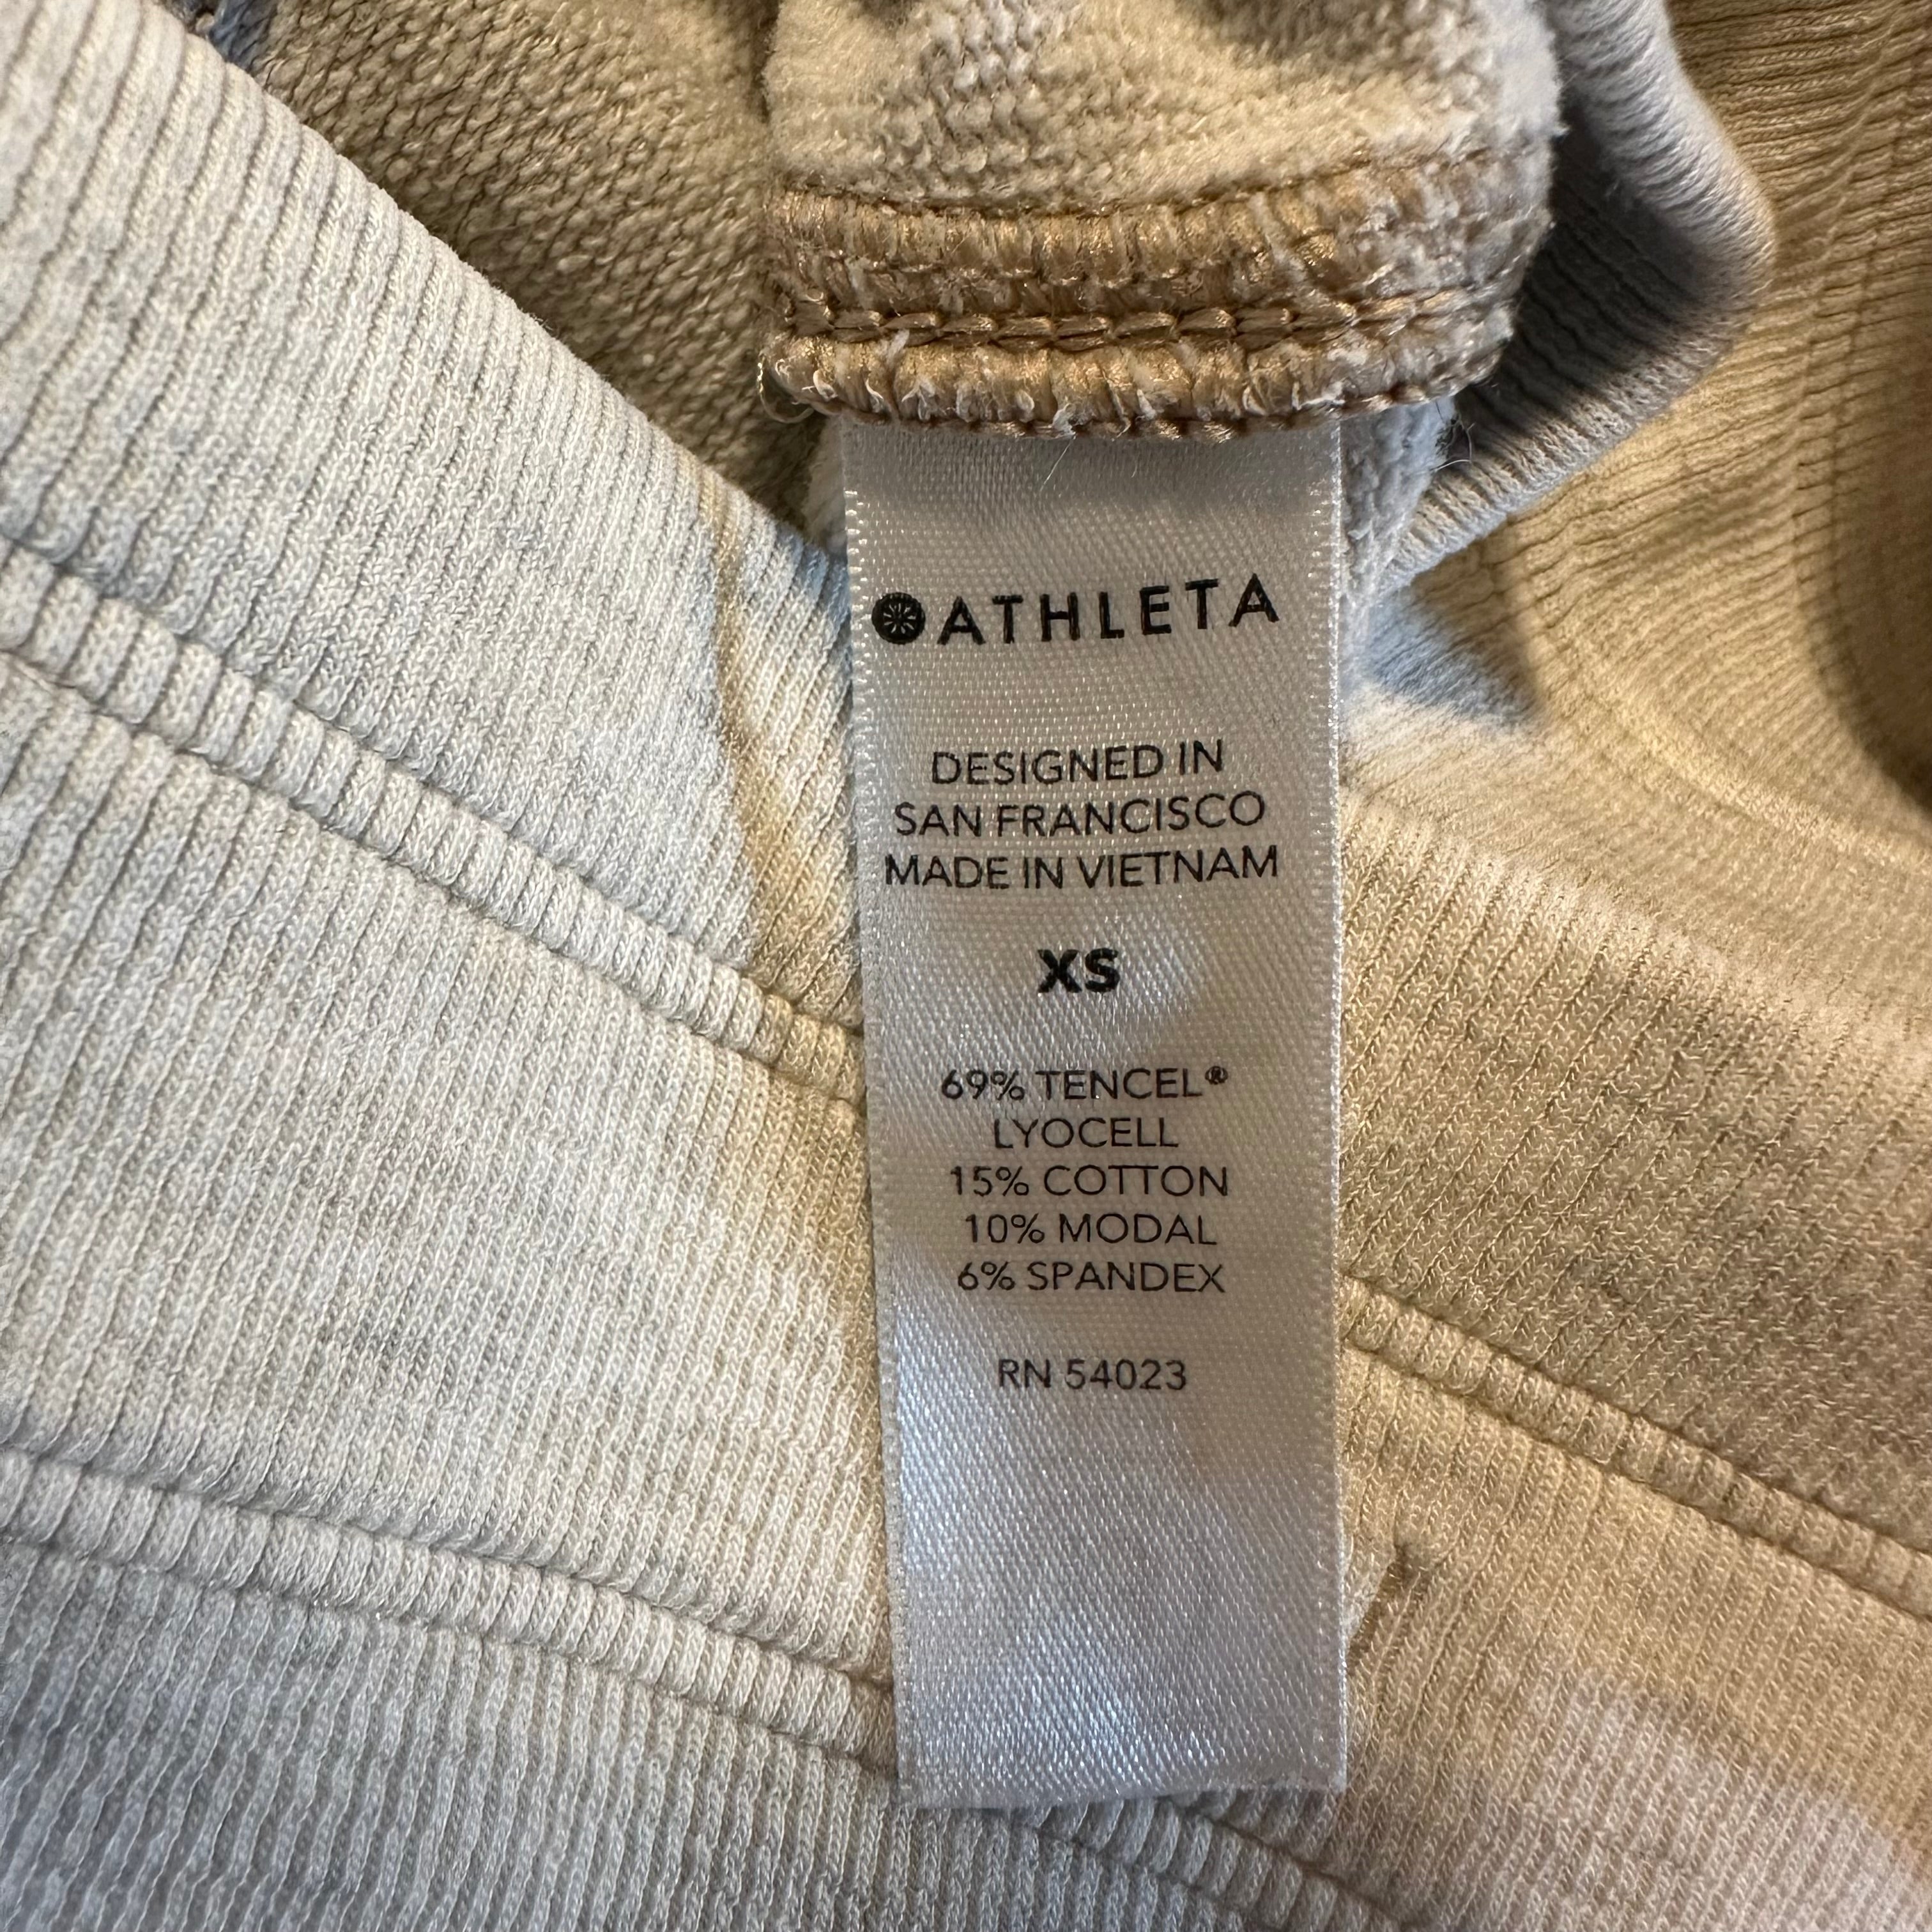 ATHLETA
DESIGNED IN
SAN FRANCISCO
MADE IN VIETNAM
XS
69% TENCEL®
LYOCELL
15% COTTON
10% MODAL
6% SPANDEX
RN 54023